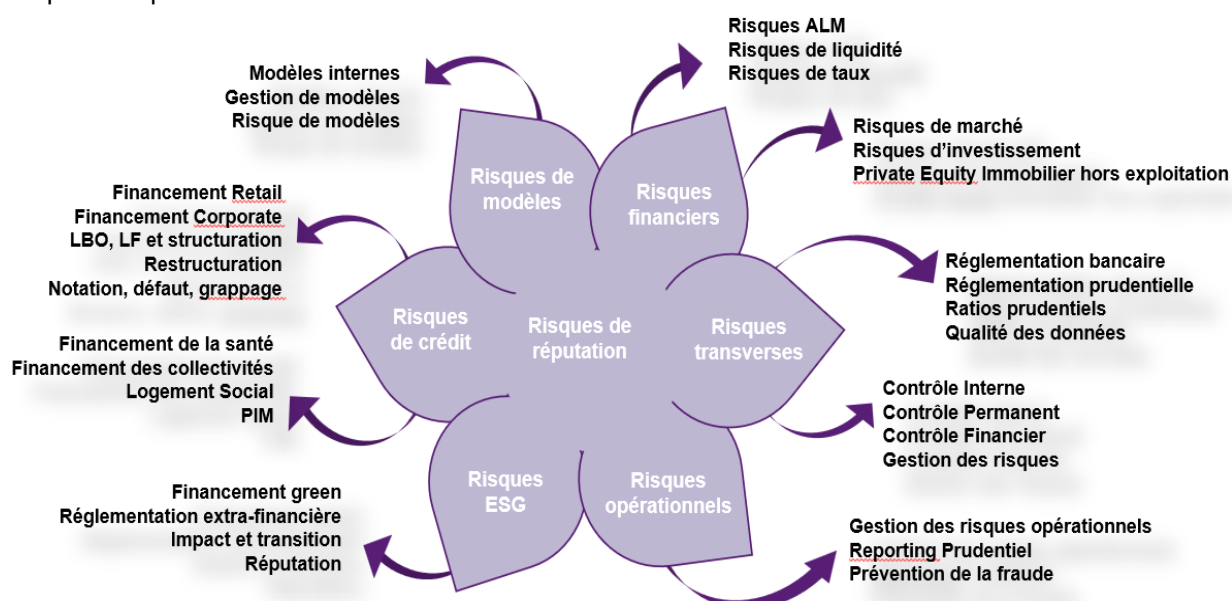 Risques ALM
Risques de liquidité
Risques de taux
Modèles internes
Gestion de modèles
Risque de modèles
Risques de marché
Risques d'investissement
Private Equity Immobilier hors exploitation
Risques de
modèles
Risques
financiers
Financement Retail
Financement Corporate
LBO, LF et structuration
Restructuration
Notation, défaut, grappage
Réglementation bancaire
Réglementation prudentielle
Ratios prudentiels
Qualité des données
Risques
de crédit
Risques de
réputation
Risques
transverses
Financement de la santé
Financement des collectivités
Logement Social
PIM
Contrôle Interne
Contrôle Permanent
Contrôle Financier
Gestion des risques
Risques
ESG
Risques
opérationnels
Financement green
Réglementation extra-financière
Impact et transition
Réputation
Gestion des risques opérationnels
Reporting Prudentiel
Prévention de la fraude